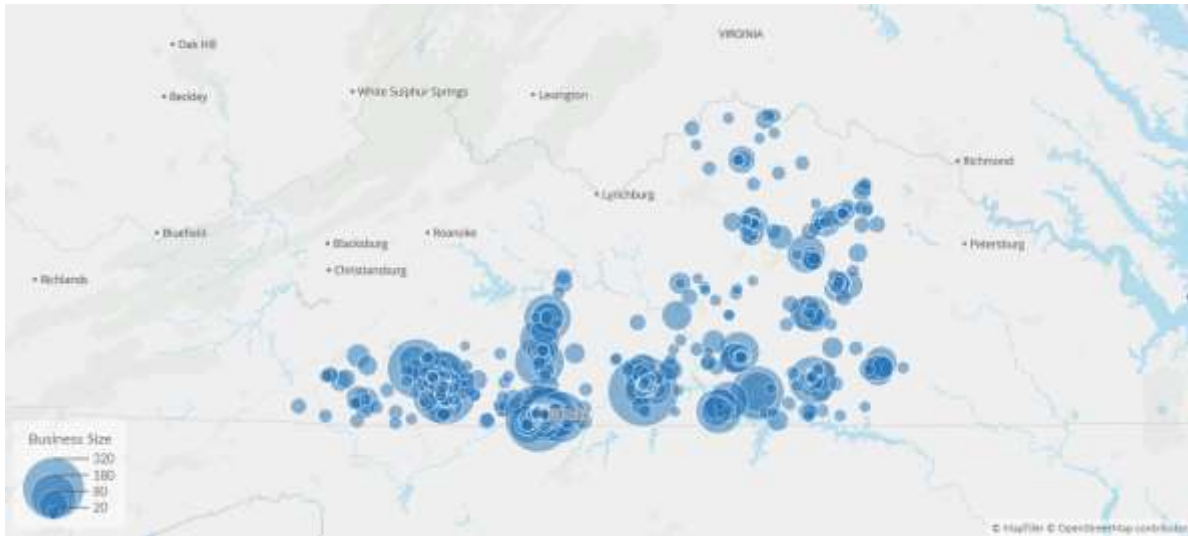 Oak Hill
VIRGINIA
Beckley
White Sulphur Springs
Lexington
Richmond
Lynchburg
Bluefield
Blacksburg
Roanoke
Petersburg
Christiansburg
Richlands
Business Size
320
180
80
20
© MapTiler © OpenStreetMap contributor